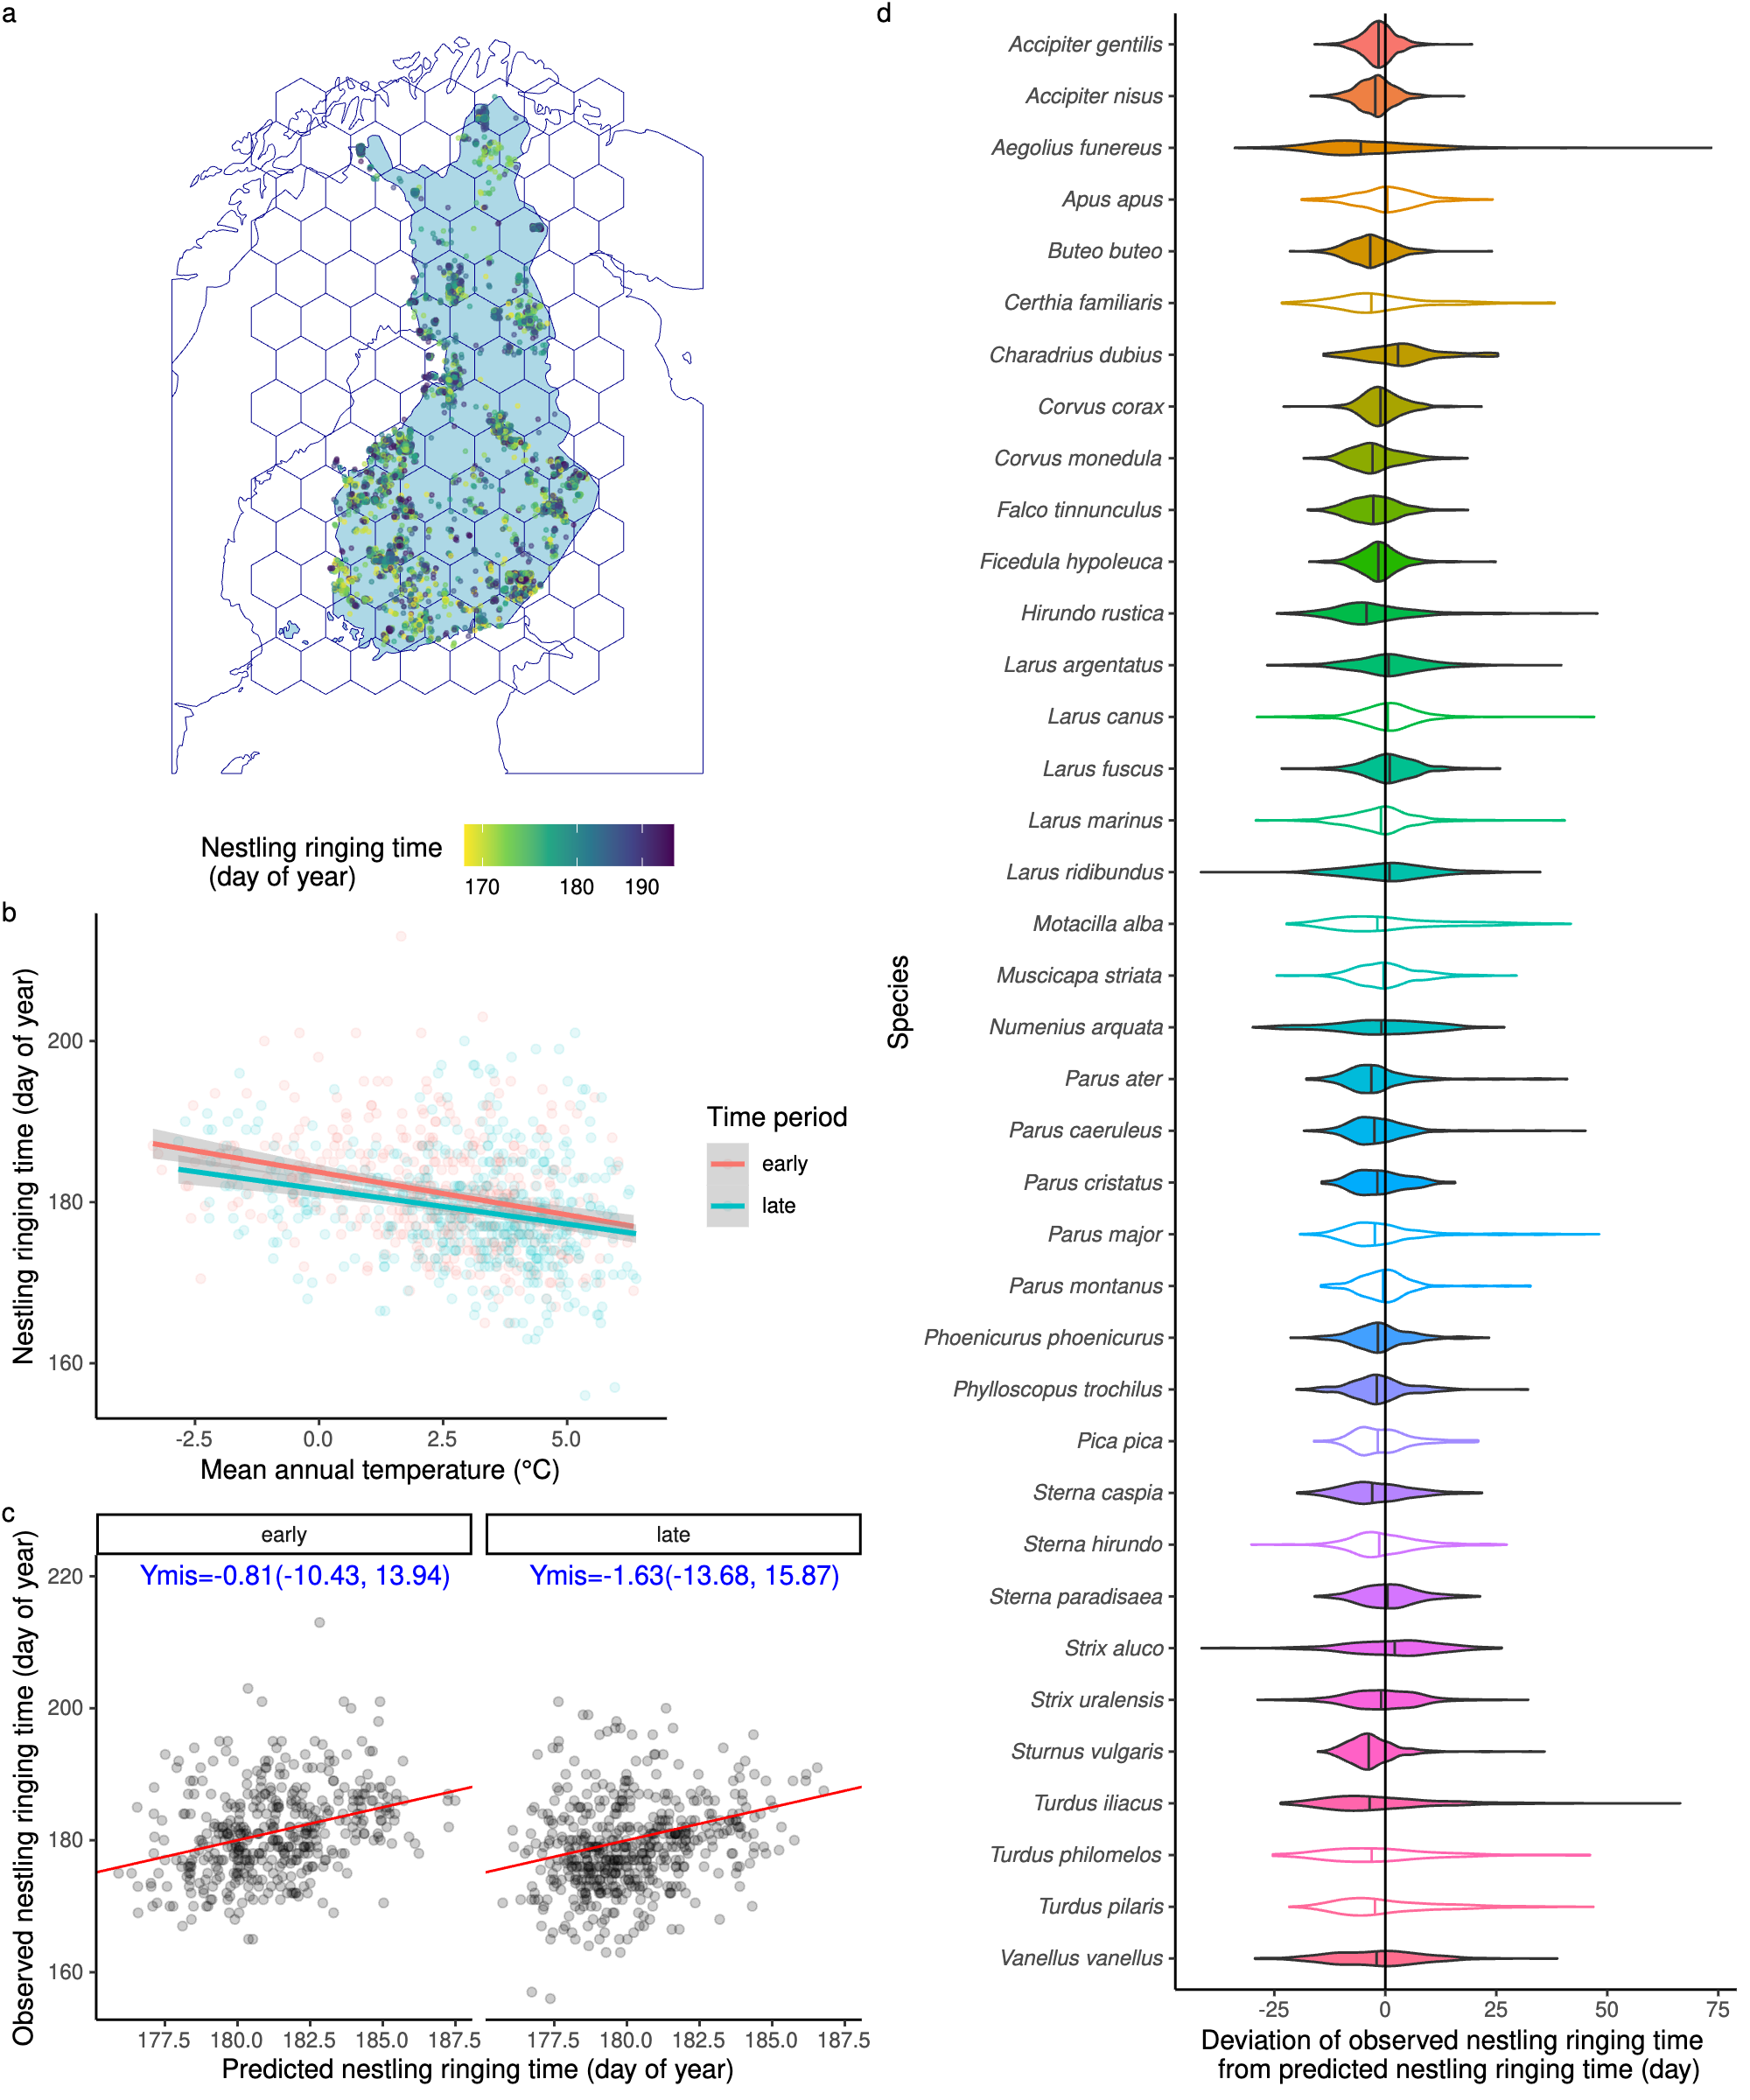 a
Nestling ringing time
(day of year)
170 180 190
b
Nestling ringing time (day of year)
200
180
160
-2.5 0.0 2.5 5.0
Mean annual temperature (°C)
Time period
early
late
c
Observed nestling ringing time (day of year)
early late
Ymis=-0.81(-10.43, 13.94) Ymis=-1.63(-13.68, 15.87)
220
200
180
160
177.5 180.0 182.5 185.0 187.5 177.5 180.0 182.5 185.0 187.5
Predicted nestling ringing time (day of year)
d
Species
Accipiter gentilis
Accipiter nisus
Aegolius funereus
Apus apus
Buteo buteo
Certhia familiaris
Charadrius dubius
Corvus corax
Corvus monedula
Falco tinnunculus
Ficedula hypoleuca
Hirundo rustica
Larus argentatus
Larus canus
Larus fuscus
Larus marinus
Larus ridibundus
Motacilla alba
Muscicapa striata
Numenius arquata
Parus ater
Parus caeruleus
Parus cristatus
Parus major
Parus montanus
Phoenicurus phoenicurus
Phylloscopus trochilus
Pica pica
Sterna caspia
Sterna hirundo
Sterna paradisaea
Strix aluco
Strix uralensis
Sturnus vulgaris
Turdus iliacus
Turdus philomelos
Turdus pilaris
Vanellus vanellus
-25 0 25 50 75
Deviation of observed nestling ringing time
from predicted nestling ringing time (day)